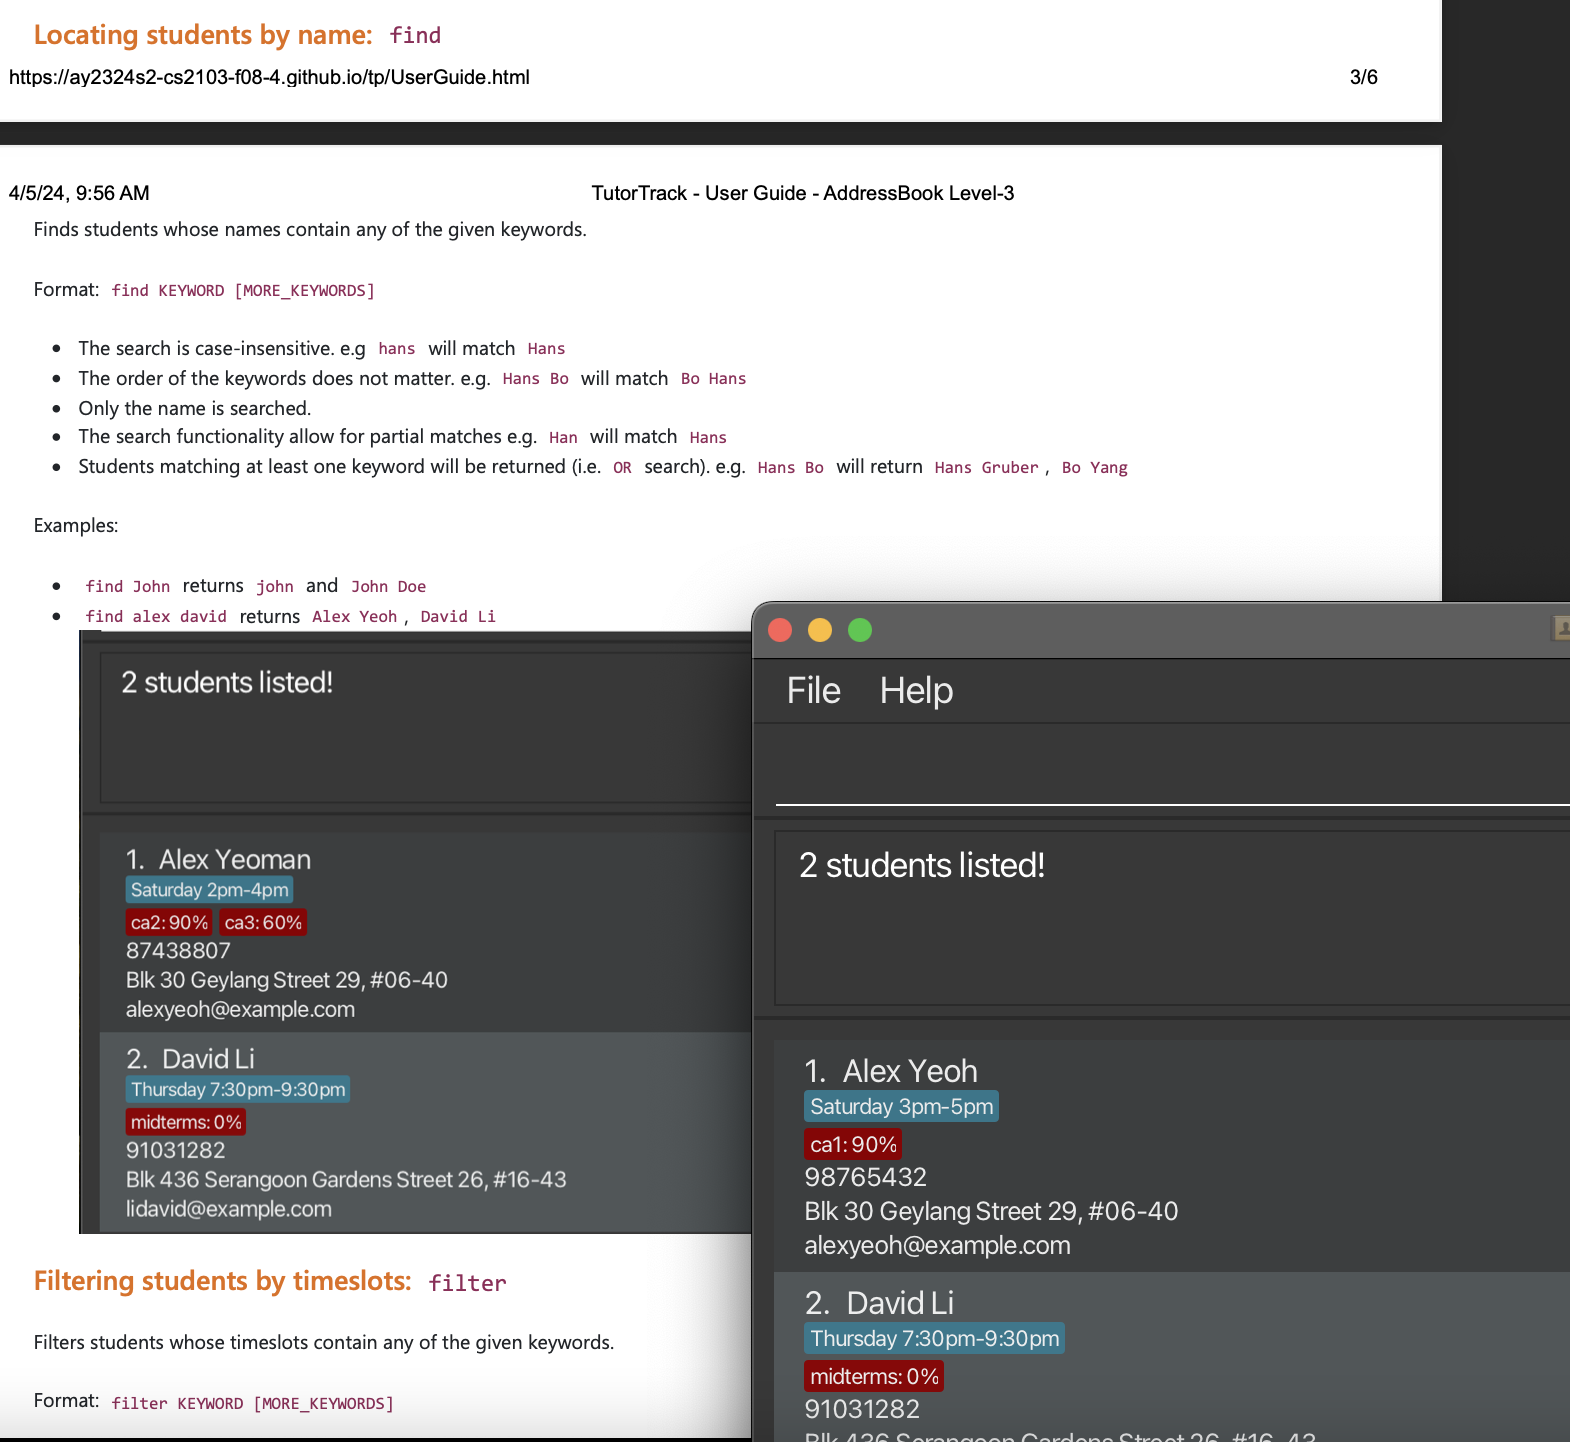 Locating students by name: find
https://ay2324s2-cs2103-f08-4.github.io/tp/UserGuide.html 3/6
4/5/24, 9:56 AM TutorTrack - User Guide - AddressBook Level-3
Finds students whose names contain any of the given keywords.
Format: find KEYWORD [MORE_KEYWORDS]
• The search is case-insensitive. e.g hans will match Hans
• The order of the keywords does not matter. e.g. Hans Bo will match Bo Hans
• Only the name is searched.
• The search functionality allow for partial matches e.g. Han will match Hans
• Students matching at least one keyword will be returned (i.e. OR search). e.g. Hans Bo will return Hans Gruber, Bo Yang
Examples:
• find John returns john and John Doe
• find alex david returns Alex Yeoh, David Li
2 students listed!
1. Alex Yeoman
Saturday 2pm-4pm
ca2: 90% ca3: 60%
87438807
Blk 30 Geylang Street 29, #06-40
alexyeoh@example.com
2. David Li
Thursday 7:30pm-9:30pm
midterms: 0%
91031282
Blk 436 Serangoon Gardens Street 26, #16-43
lidavid@example.com
Filtering students by timeslots: filter
Filters students whose timeslots contain any of the given keywords.
Format: filter KEYWORD [MORE_KEYWORDS]
File Help
2 students listed!
1. Alex Yeoh
Saturday 3pm-5pm
ca1: 90%
98765432
Blk 30 Geylang Street 29, #06-40
alexyeoh@example.com
2. David Li
Thursday 7:30pm-9:30pm
midterms: 0%
91031282
Blk 436 Serangoon Gardens Street 26, #16-43